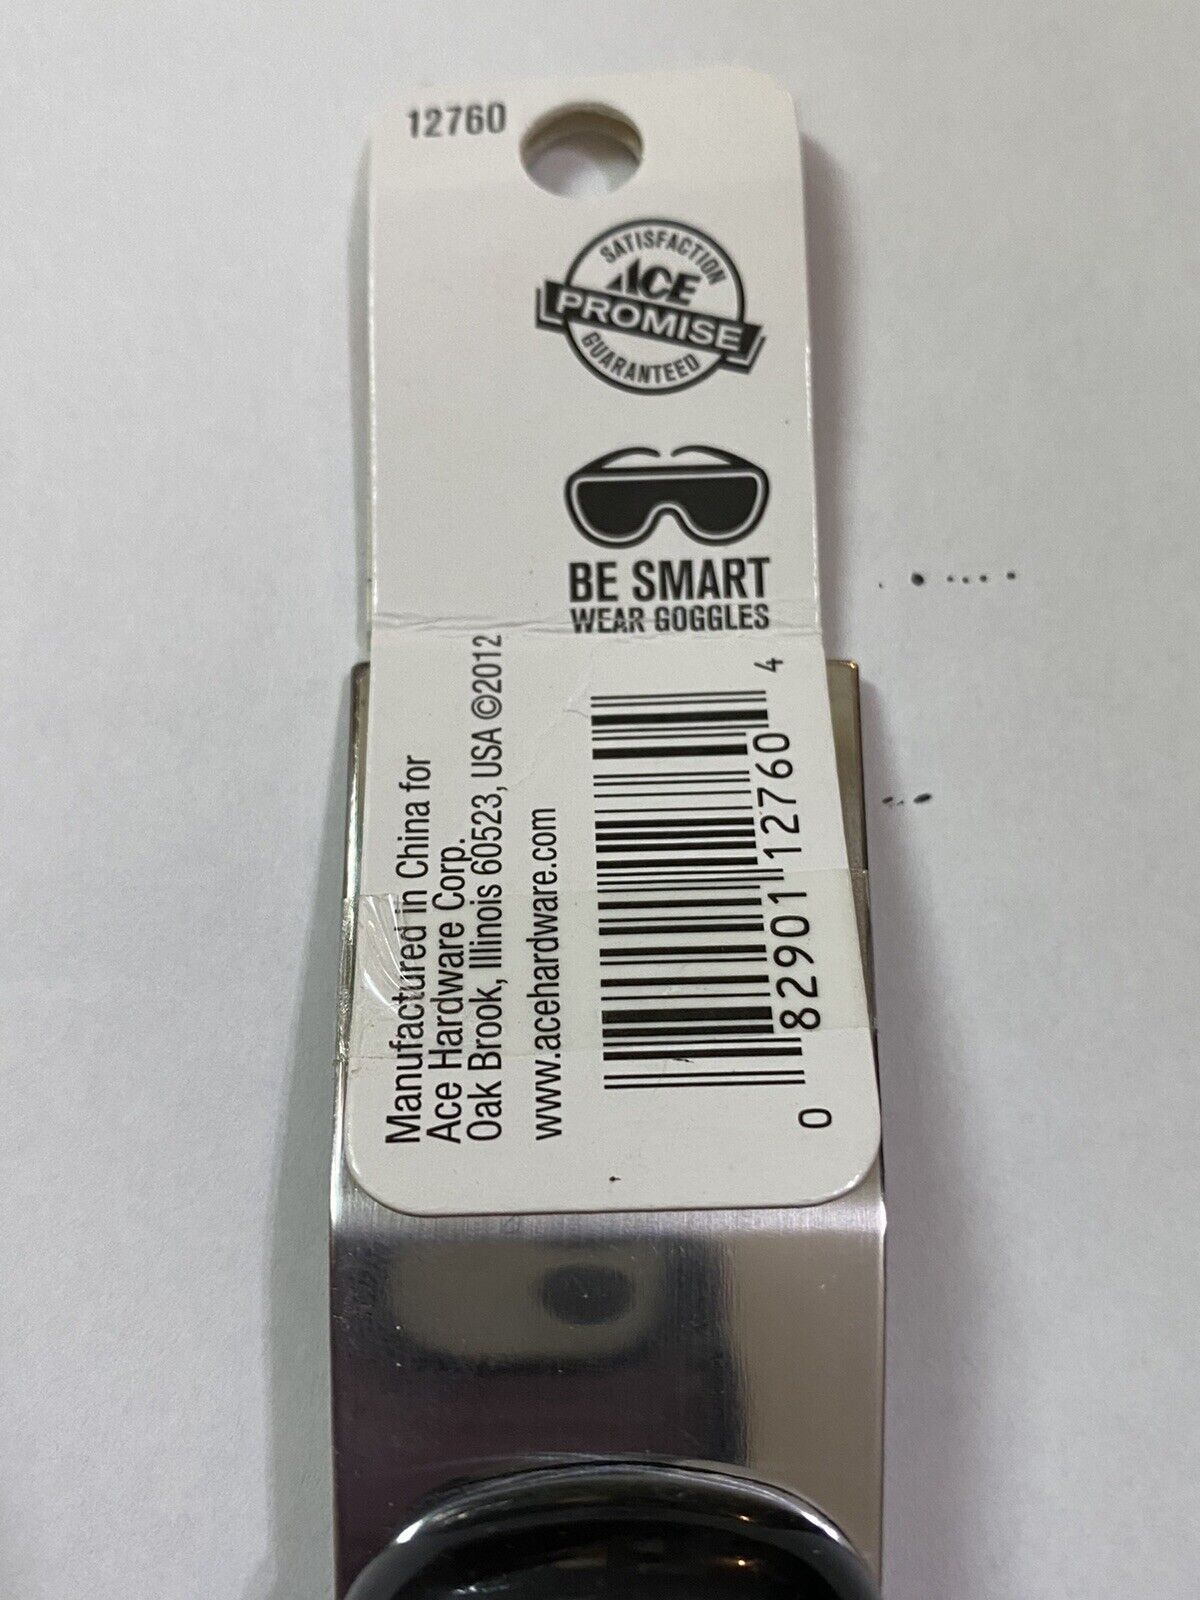 12760
SATISFACTION
ACE
PROMISE
GUARANTEED
BE SMART
WEAR GOGGLES
Manufactured in China for
Ace Hardware Corp.
Oak Brook, Illinois 60523, USA ©2012
www.acehardware.com
0 82901 12760 4